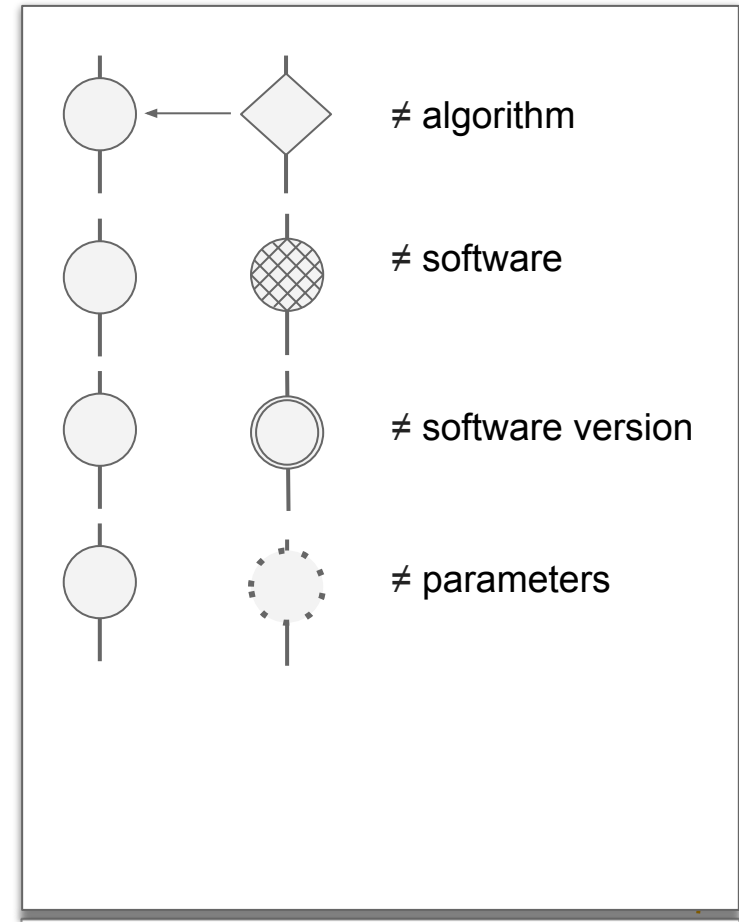 ≠ algorithm
≠ software
≠ software version
≠ parameters